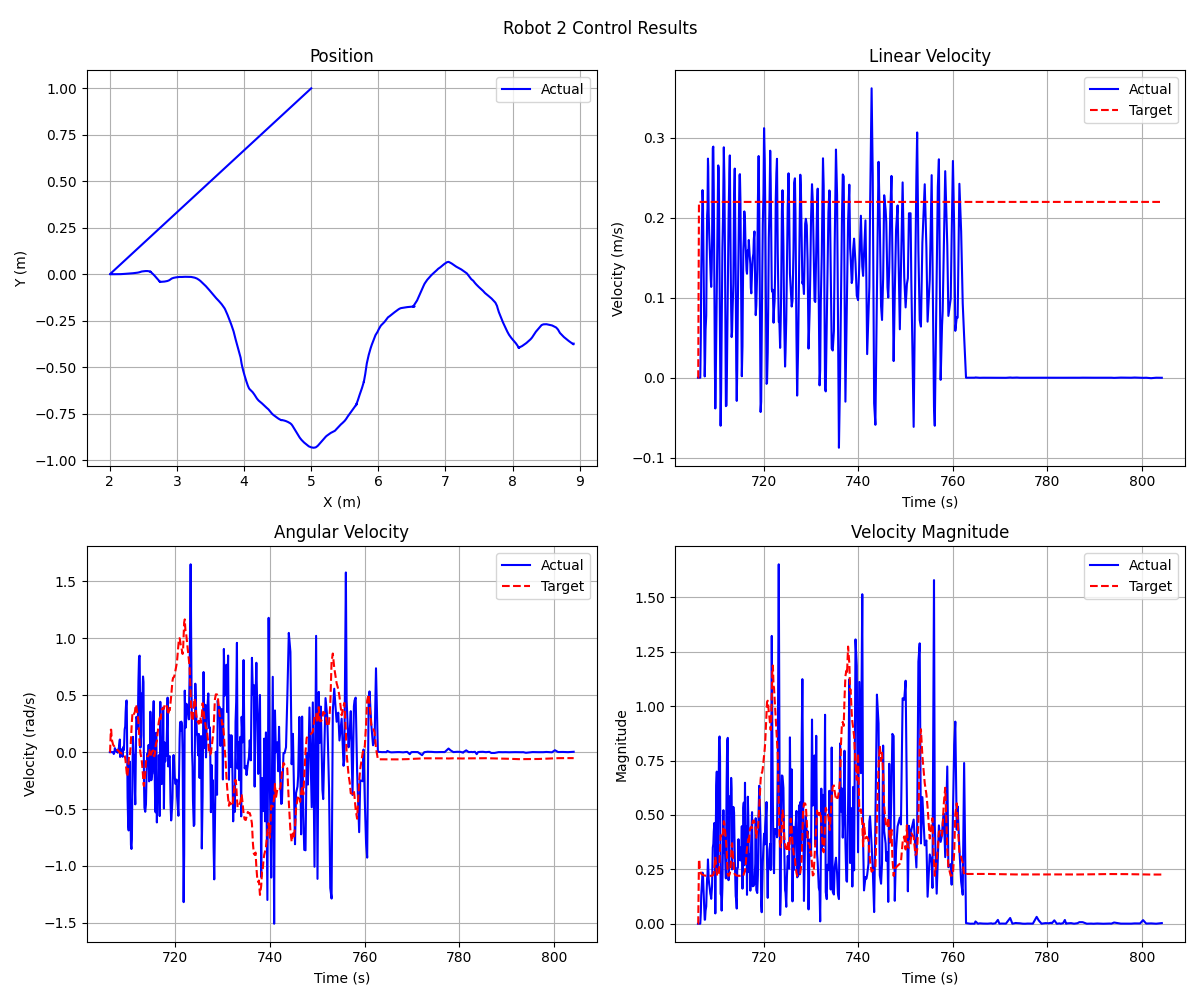 Robot 2 Control Results
Position
Y (m)
1.00
0.75
0.50
0.25
0.00
−0.25
−0.50
−0.75
−1.00
2 3 4 5 6 7 8 9
X (m)
Actual
Linear Velocity
Velocity (m/s)
0.3
0.2
0.1
0.0
−0.1
720 740 760 780 800
Time (s)
Actual
Target
Angular Velocity
Velocity (rad/s)
1.5
1.0
0.5
0.0
−0.5
−1.0
−1.5
720 740 760 780 800
Time (s)
Actual
Target
Velocity Magnitude
Magnitude
1.50
1.25
1.00
0.75
0.50
0.25
0.00
720 740 760 780 800
Time (s)
Actual
Target